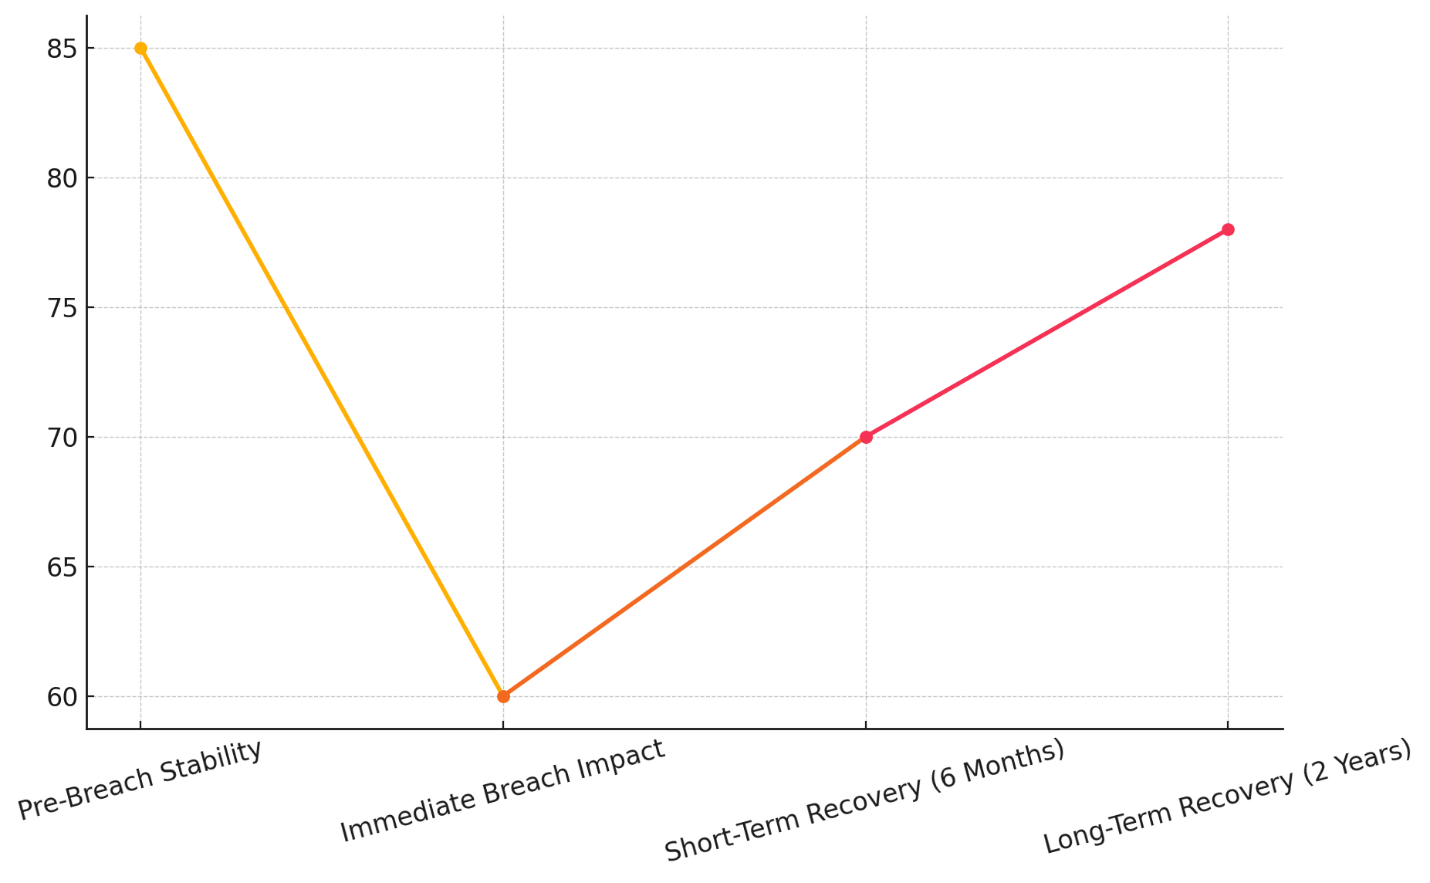 85
80
75
70
65
60
Pre-Breach Stability
Immediate Breach Impact
Short-Term Recovery (6 Months)
Long-Term Recovery (2 Years)